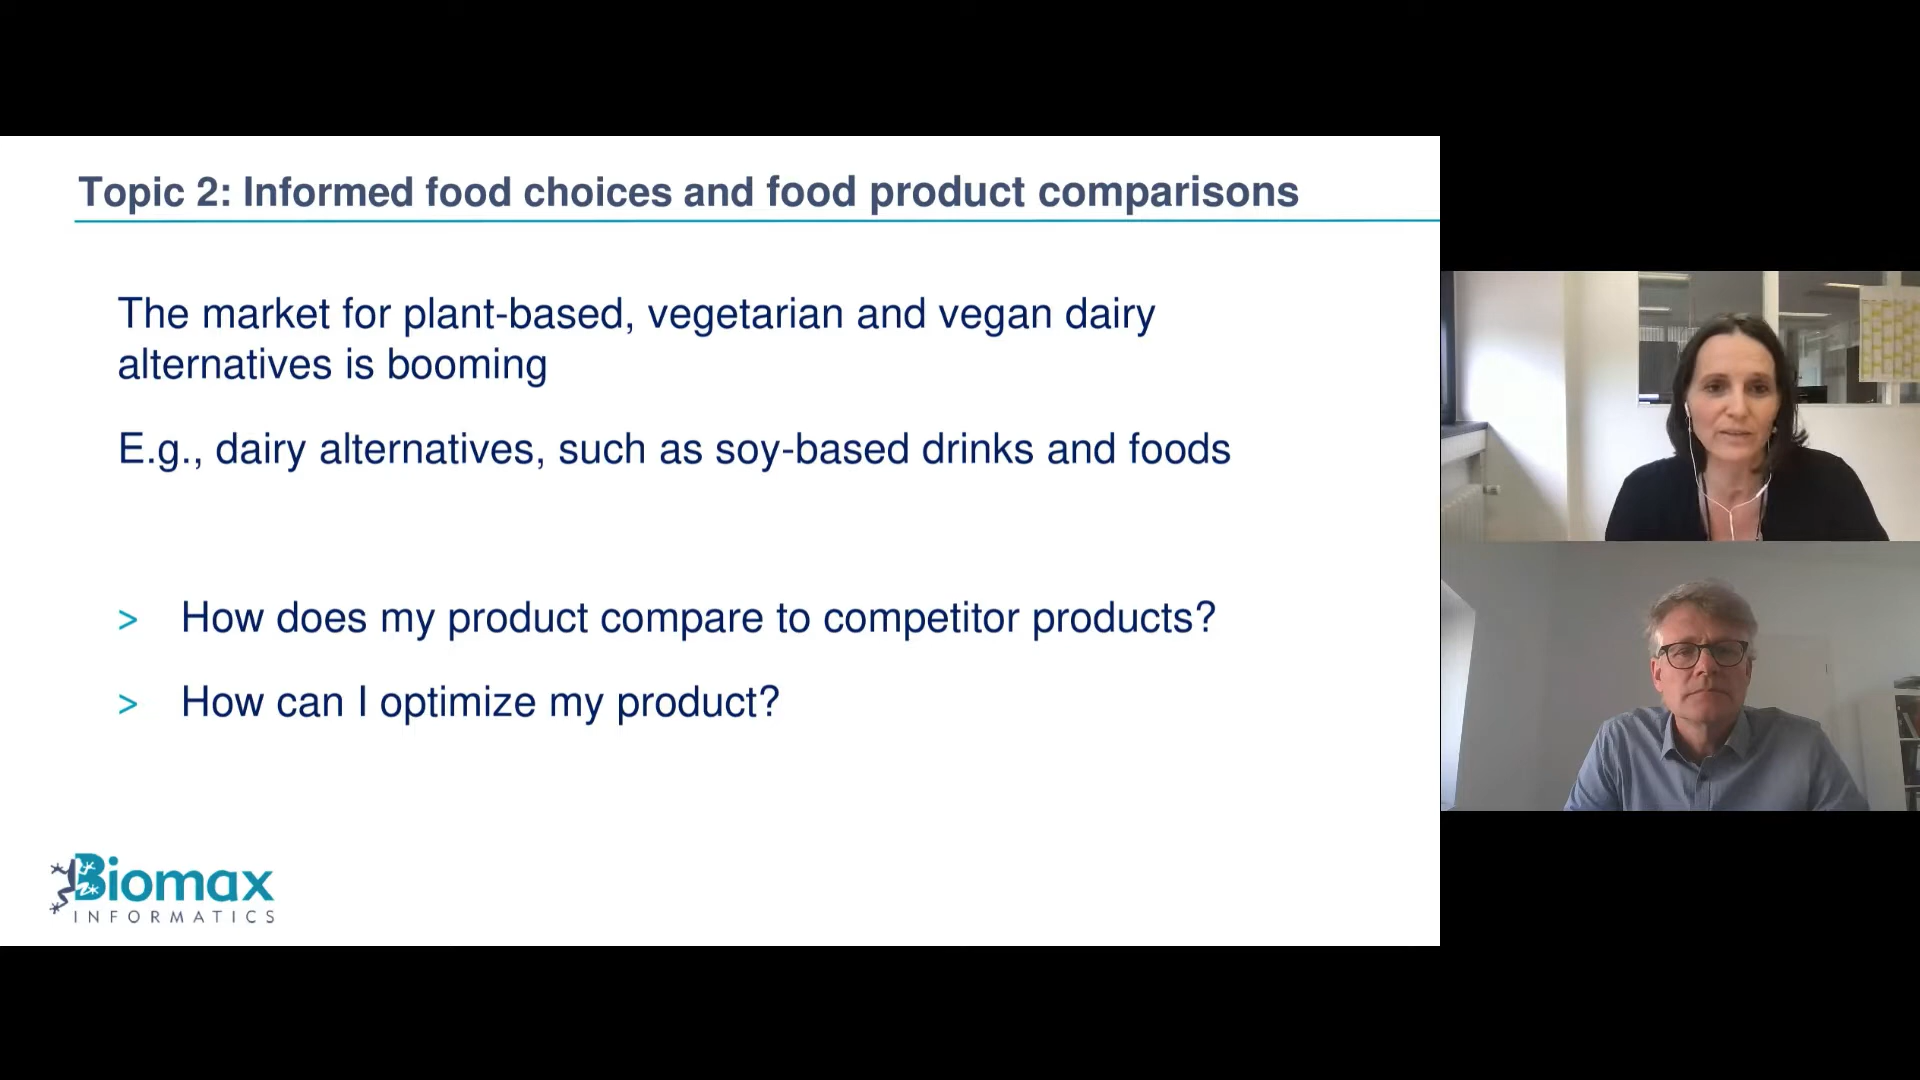 Topic 2: Informed food choices and food product comparisons
The market for plant-based, vegetarian and vegan dairy
alternatives is booming
E.g., dairy alternatives, such as soy-based drinks and foods
> How does my product compare to competitor products?
> How can I optimize my product?
Biomax
INFORMATICS